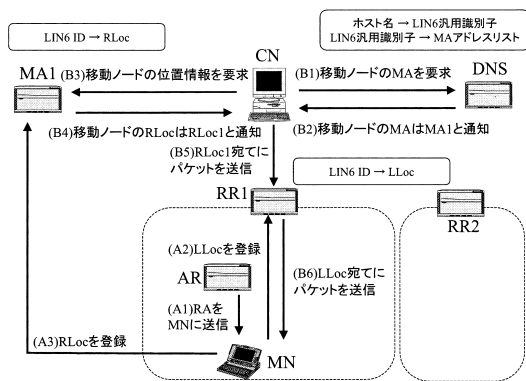 LIN6 ID → RLoc
ホスト名 → LIN6汎用識別子
LIN6汎用識別子 → MAアドレスリスト
CN
MA1
DNS
(B3)移動ノードの位置情報を要求
(B1)移動ノードのMAを要求
(B4)移動ノードのRLocはRLoc1と通知
(B2)移動ノードのMAはMA1と通知
(B5)RLoc1宛てに
パケットを送信
LIN6 ID → LLoc
RR1
RR2
(A2)LLocを登録
AR
(B6)LLoc宛てに
パケットを送信
(A1)RAを
MNに送信
(A3)RLocを登録
MN